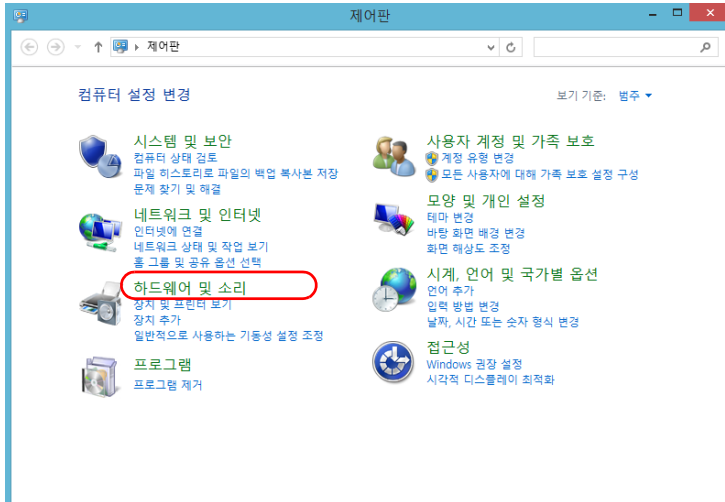 제어판
제어판
컴퓨터 설정 변경
보기 기준: 범주
시스템 및 보안
컴퓨터 상태 검토
파일 히스토리로 파일의 백업 복사본 저장
문제 찾기 및 해결
네트워크 및 인터넷
인터넷에 연결
네트워크 상태 및 작업 보기
홈 그룹 및 공유 옵션 선택
하드웨어 및 소리
장치 및 프린터 보기
장치 추가
일반적으로 사용하는 기동성 설정 조정
프로그램
프로그램 제거
사용자 계정 및 가족 보호
계정 유형 변경
모든 사용자에 대해 가족 보호 설정 구성
모양 및 개인 설정
테마 변경
바탕 화면 배경 변경
화면 해상도 조정
시계, 언어 및 국가별 옵션
언어 추가
입력 방법 변경
날짜, 시간 또는 숫자 형식 변경
접근성
Windows 권장 설정
시각적 디스플레이 최적화